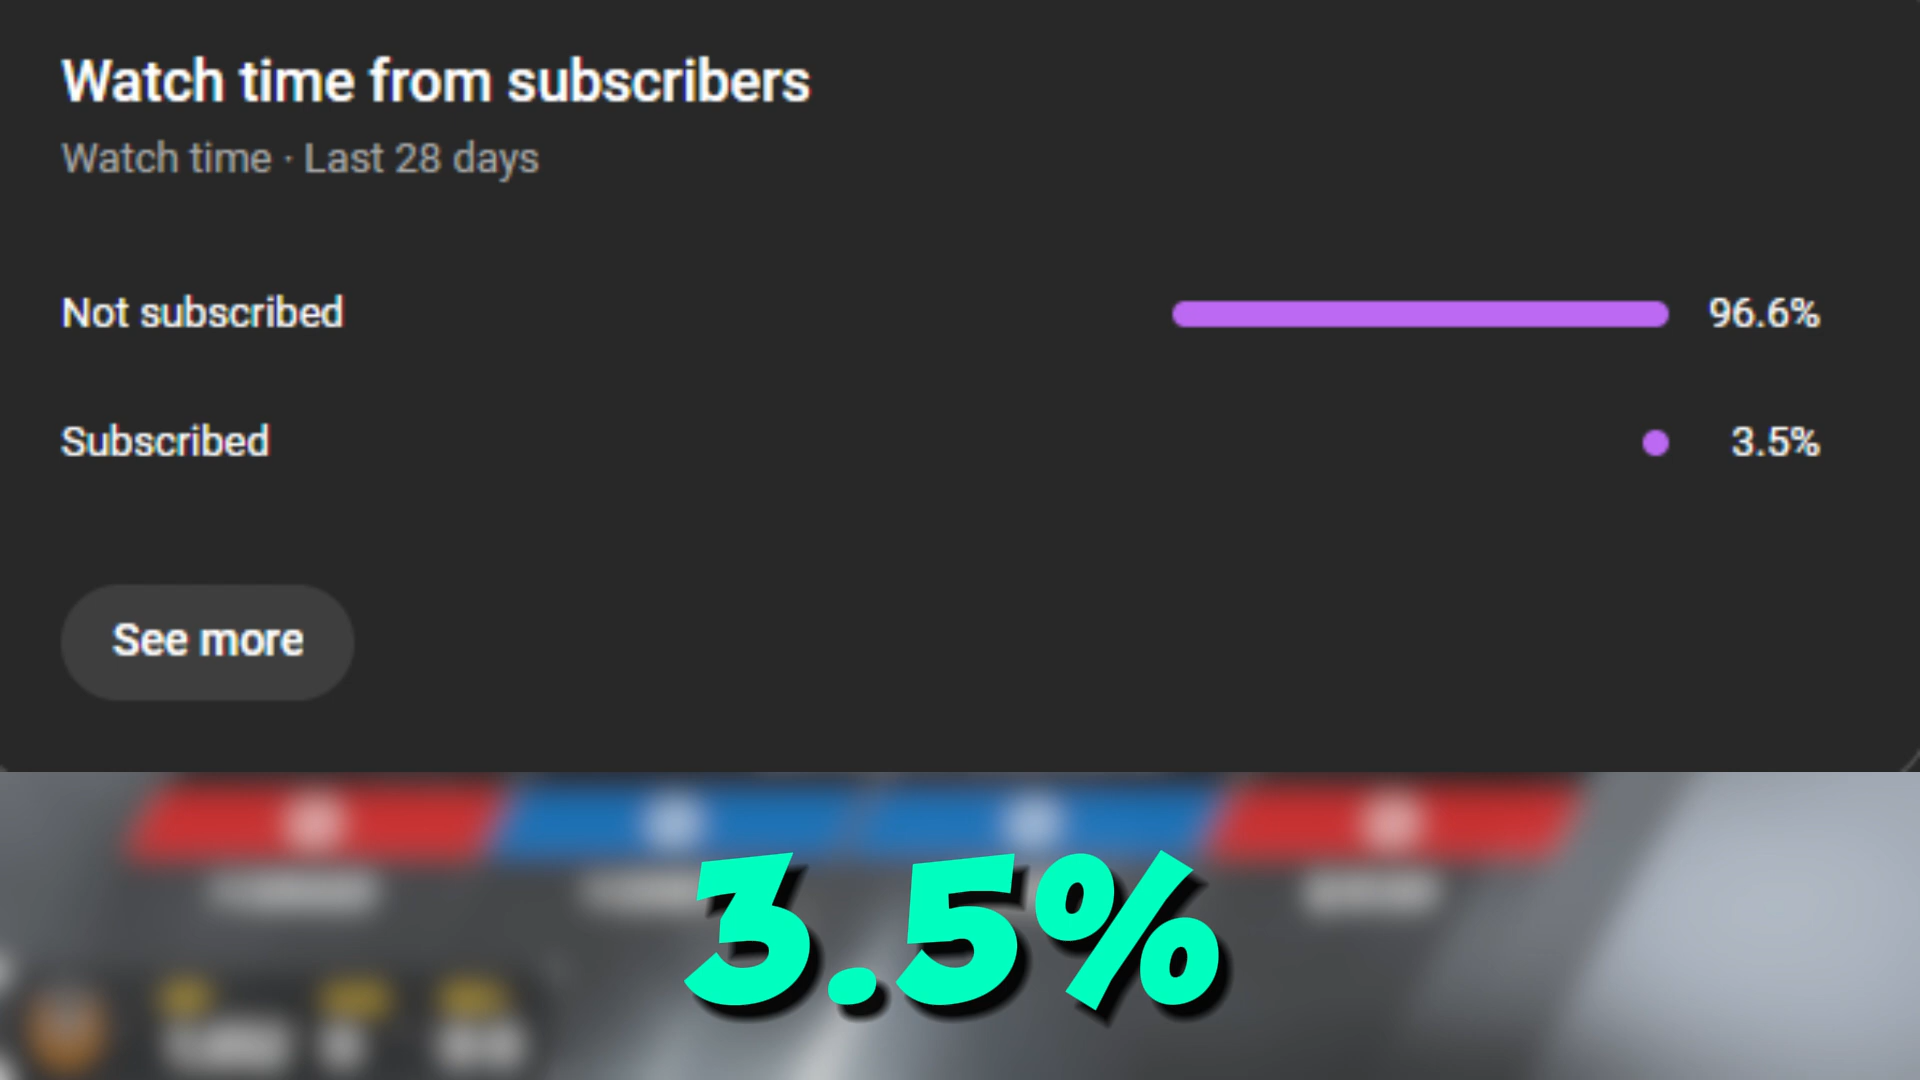 Watch time from subscribers
Watch time · Last 28 days
Not subscribed 96.6%
Subscribed 3.5%
See more
3.5%